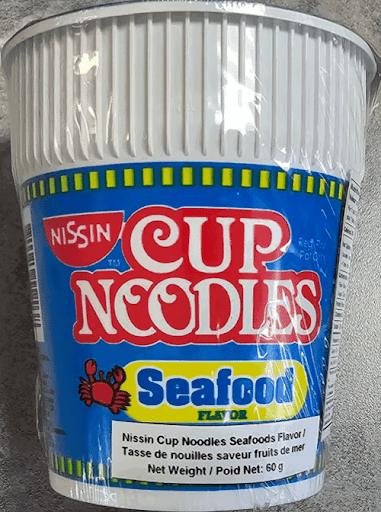 NISSIN
TM
CUP
NOODLES
Seafood
FLAVOR
Nissin Cup Noodles Seafoods Flavor /
Tasse de nouilles saveur fruits de mer
Net Weight / Poid Net: 60 g